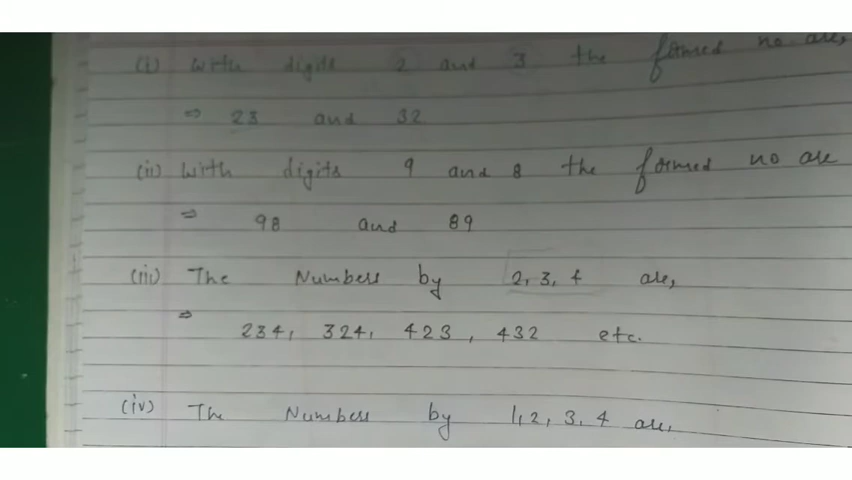 (i) With digits 2 and 3 the formed no. are,
⇒ 23 and 32
(ii) With digits 9 and 8 the formed no are
⇒ 98 and 89
(iii) The Numbers by 2, 3, 4 are,
⇒ 234, 324, 423, 432 etc.
(iv) The Numbers by 1, 2, 3, 4 are,